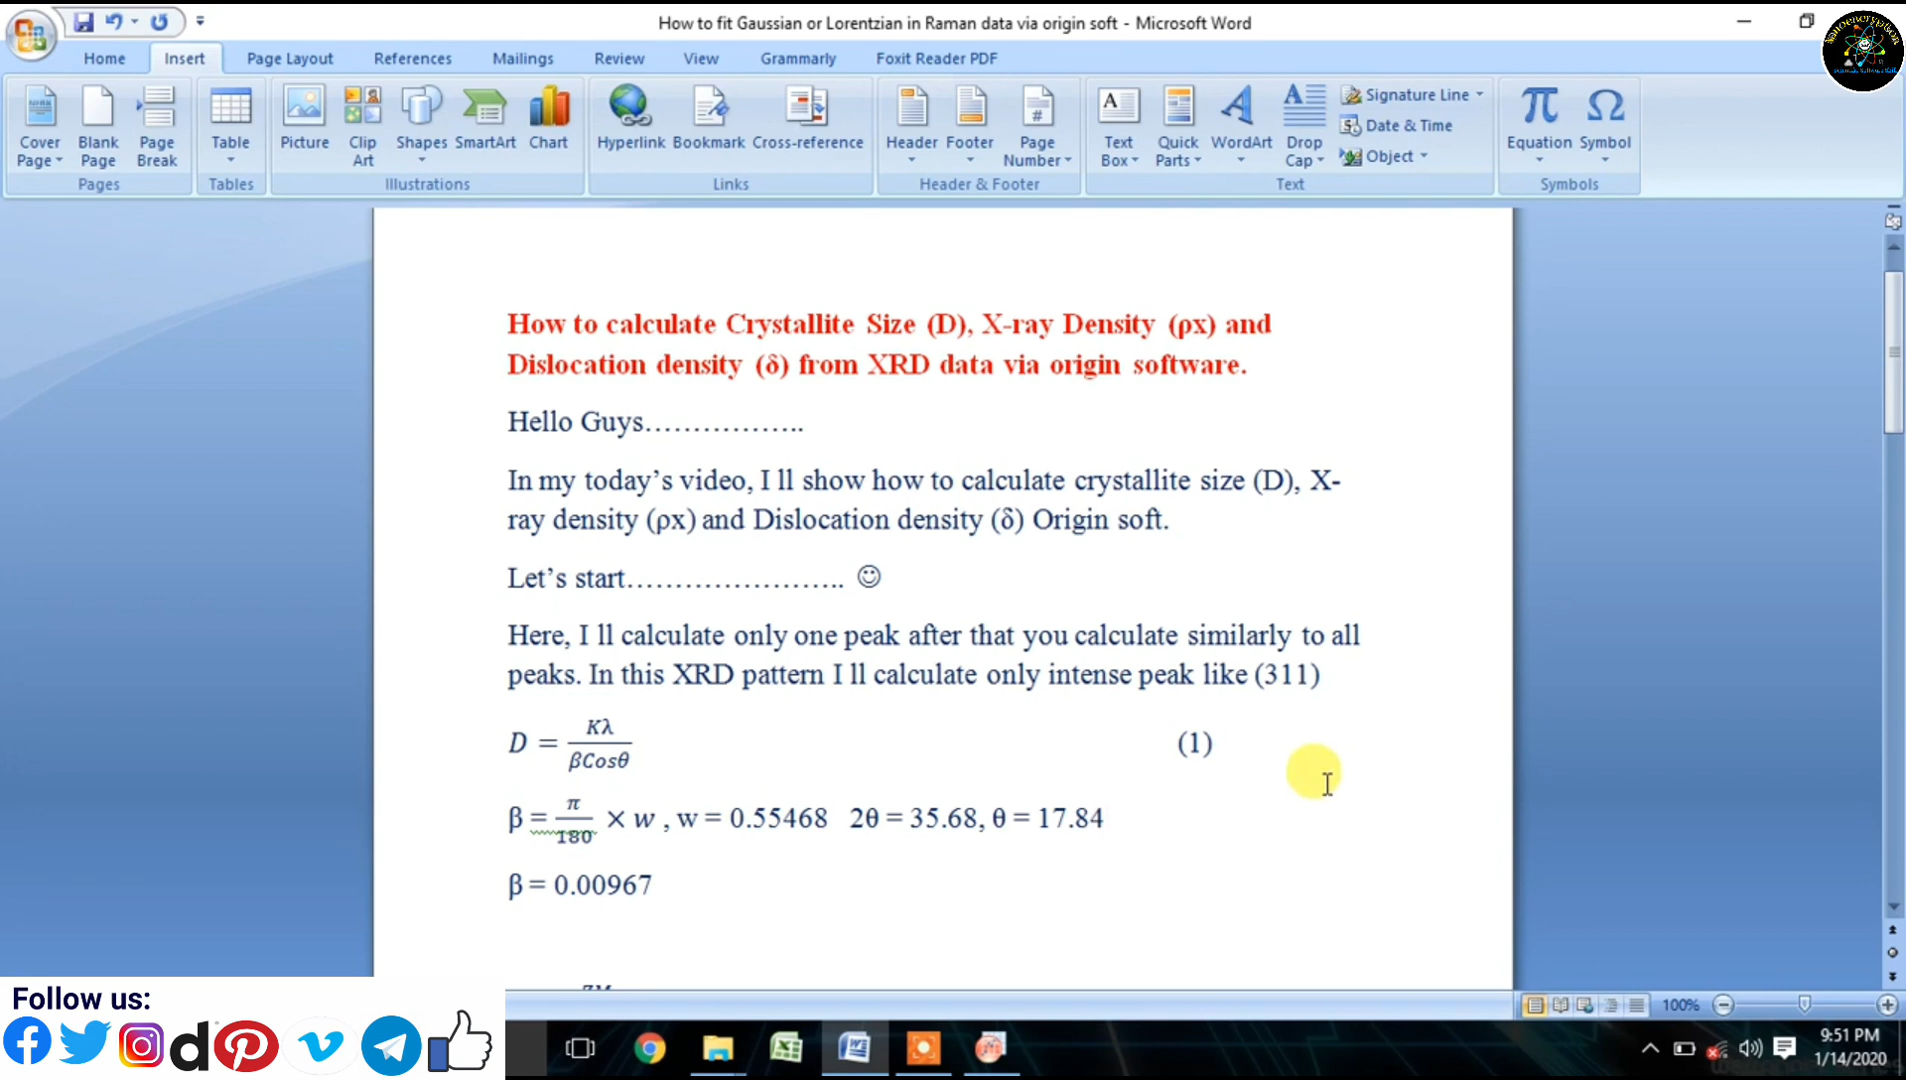 How to fit Gaussian or Lorentzian in Raman data via origin soft - Microsoft Word
Home Insert Page Layout References Mailings Review View Grammarly Foxit Reader PDF
Cover Page
Blank Page
Page Break
Table
Picture
Clip Art
Shapes
SmartArt
Chart
Hyperlink
Bookmark
Cross-reference
Header
Footer
Page Number
Text Box
Quick Parts
WordArt
Drop Cap
Signature Line
Date & Time
Object
Equation
Symbol
Pages Tables Illustrations Links Header & Footer Text Symbols
How to calculate Crystallite Size (D), X-ray Density (ρx) and
Dislocation density (δ) from XRD data via origin software.
Hello Guys……………..
In my today’s video, I ll show how to calculate crystallite size (D), X-
ray density (ρx) and Dislocation density (δ) Origin soft.
Let’s start………………….. ☺
Here, I ll calculate only one peak after that you calculate similarly to all
peaks. In this XRD pattern I ll calculate only intense peak like (311)
D = Kλ / βCosθ (1)
β = π / 180 × w , w = 0.55468 2θ = 35.68, θ = 17.84
β = 0.00967
ZM
Follow us:
100%
9:51 PM
1/14/2020